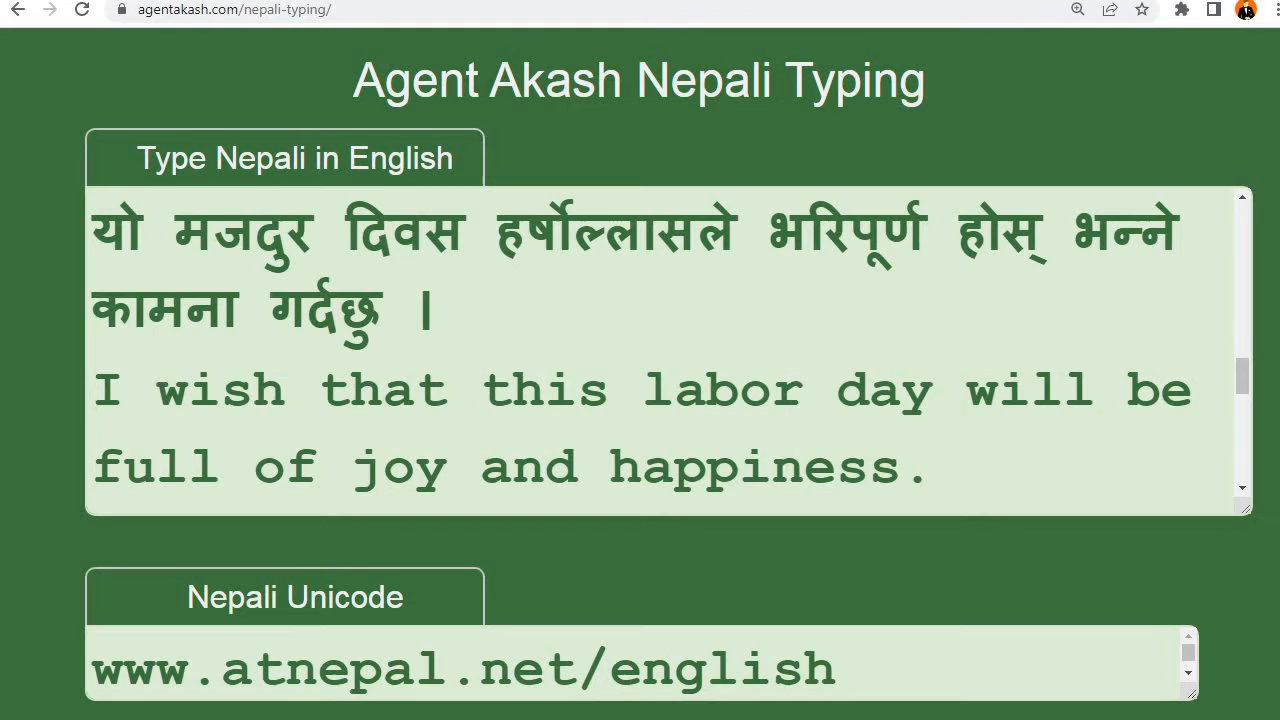 agentakash.com/nepali-typing/
Agent Akash Nepali Typing
Type Nepali in English
यो मजदुर दिवस हर्षोल्लासले भरिपूर्ण होस् भन्ने
कामना गर्दछु ।
I wish that this labor day will be
full of joy and happiness.
Nepali Unicode
www.atnepal.net/english